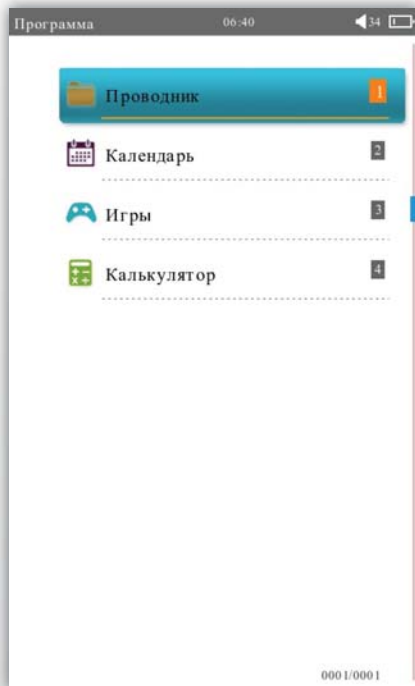 Программа 06:40 34
Проводник 1
Календарь 2
Игры 3
Калькулятор 4
0001/0001